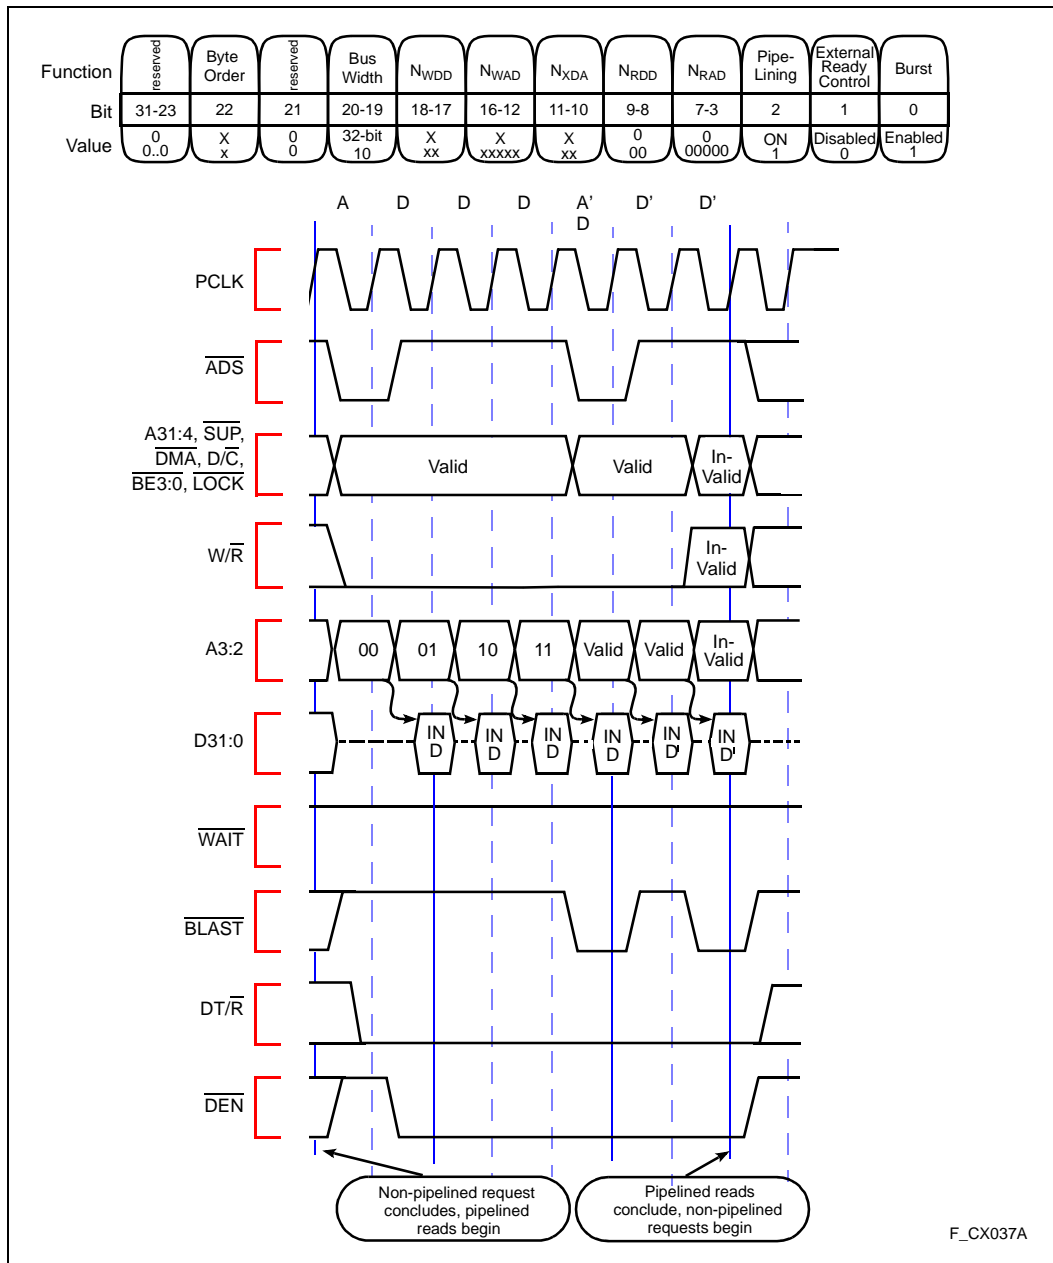 Function reserved Byte Order reserved Bus Width NWDD NWAD NXDA NRDD NRAD Pipe-Lining External Ready Control Burst
Bit 31-23 22 21 20-19 18-17 16-12 11-10 9-8 7-3 2 1 0
Value 0 X 0 32-bit X X X 0 0 ON Disabled Enabled
0..0 x 0 10 xx xxxxx xx 00 00000 1 0 1
A D D D A' D' D'
D
PCLK
ADS
A31:4, SUP,
DMA, D/C,
BE3:0, LOCK
Valid Valid In-Valid
W/R
In-Valid
A3:2
00 01 10 11 Valid Valid In-Valid
D31:0
IN IN IN IN IN IN
D D D D D' D'
WAIT
BLAST
DT/R
DEN
Non-pipelined request
concludes, pipelined
reads begin
Pipelined reads
conclude, non-pipelined
requests begin
F_CX037A